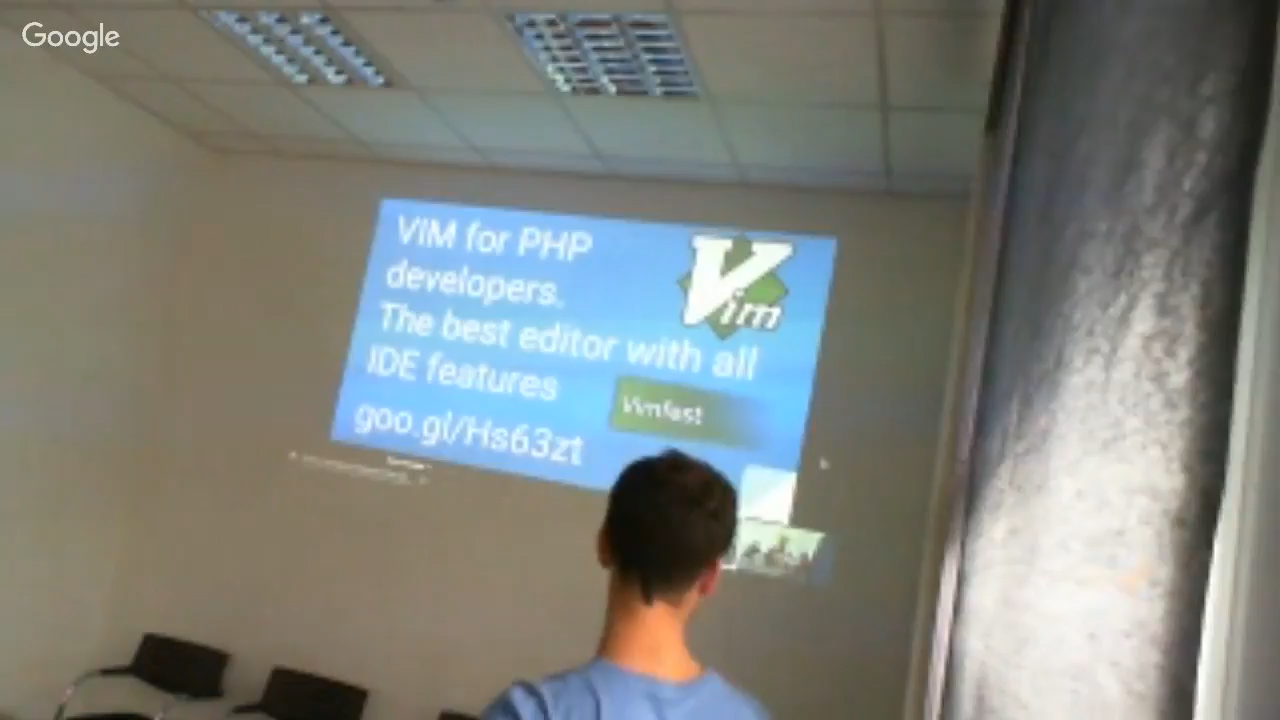 Google
VIM for PHP
developers.
The best editor with all
IDE features
goo.gl/Hs63zt
Vim
Vimfest